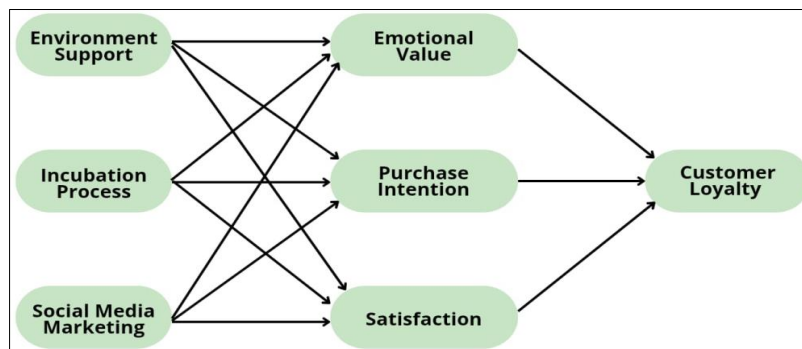 Environment
Support
Emotional
Value
Incubation
Process
Purchase
Intention
Customer
Loyalty
Social Media
Marketing
Satisfaction